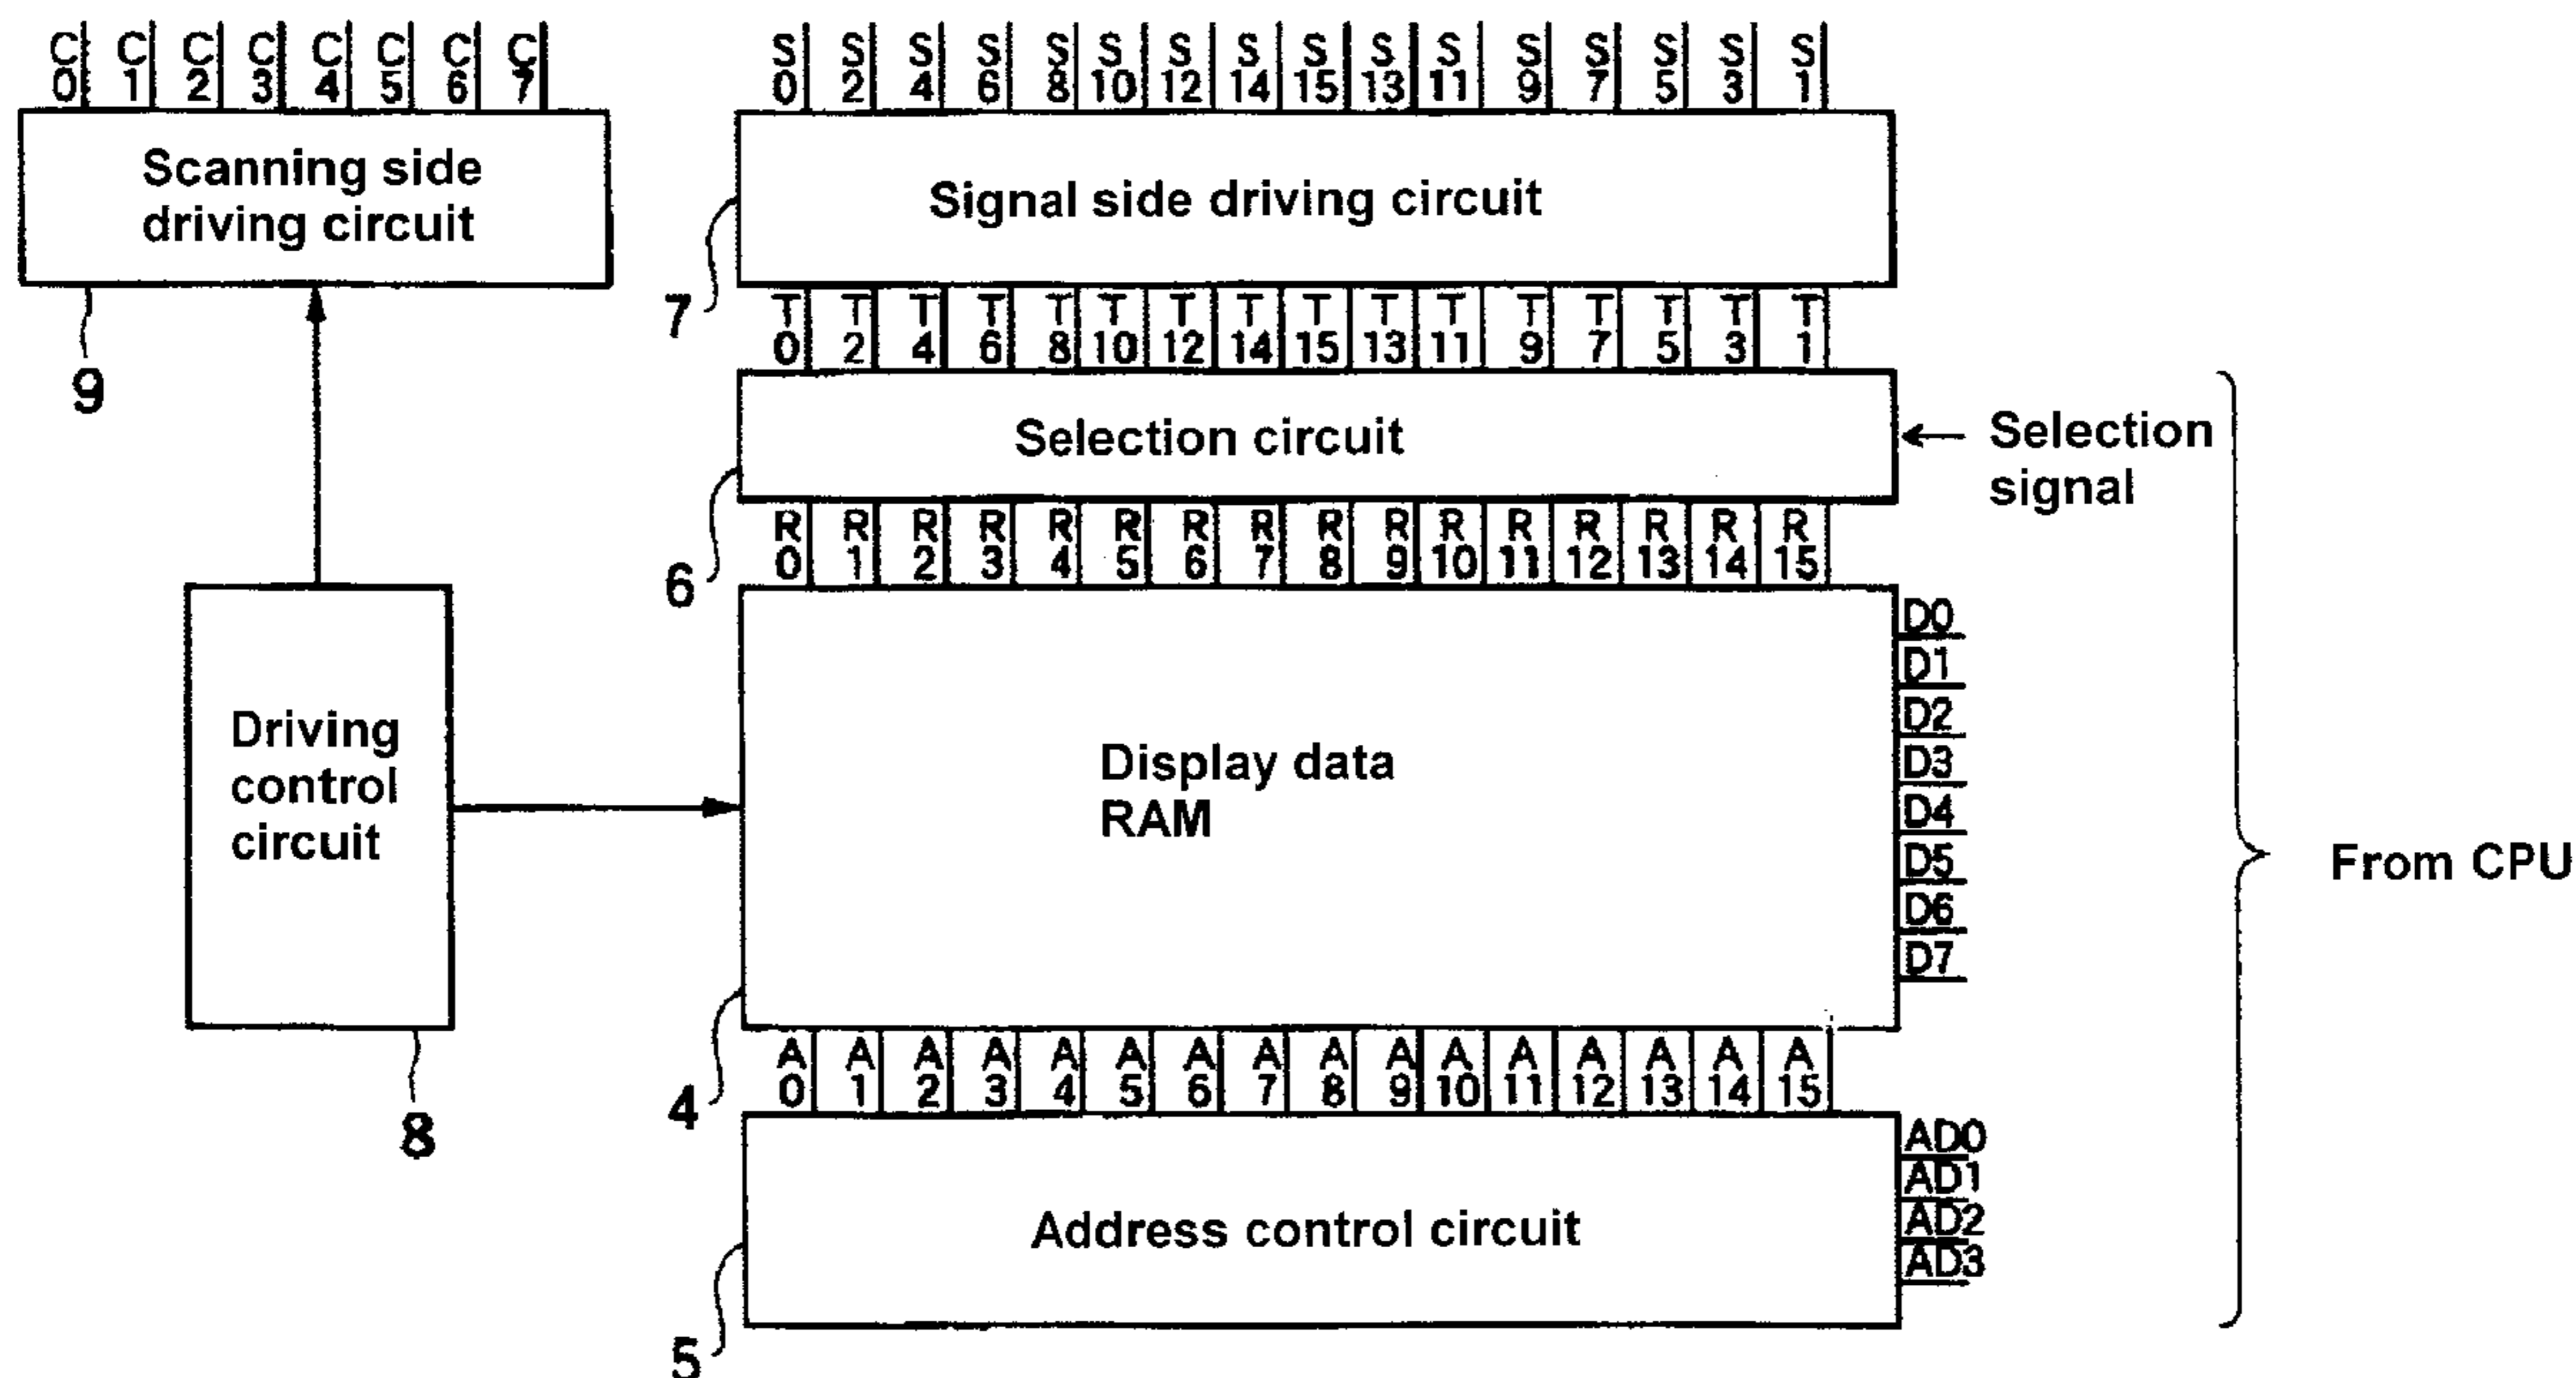 C0 C1 C2 C3 C4 C5 C6 C7
S0 S2 S4 S6 S8 S10 S12 S14 S15 S13 S11 S9 S7 S5 S3 S1
Scanning side
driving circuit
9
Signal side driving circuit
7
T0 T2 T4 T6 T8 T10 T12 T14 T15 T13 T11 T9 T7 T5 T3 T1
Selection circuit
6
Selection
signal
R0 R1 R2 R3 R4 R5 R6 R7 R8 R9 R10 R11 R12 R13 R14 R15
Driving
control
circuit
8
Display data
RAM
4
D0
D1
D2
D3
D4
D5
D6
D7
From CPU
A0 A1 A2 A3 A4 A5 A6 A7 A8 A9 A10 A11 A12 A13 A14 A15
Address control circuit
5
AD0
AD1
AD2
AD3